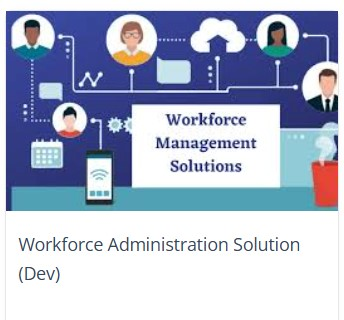 Workforce
Management
Solutions
Workforce Administration Solution
(Dev)